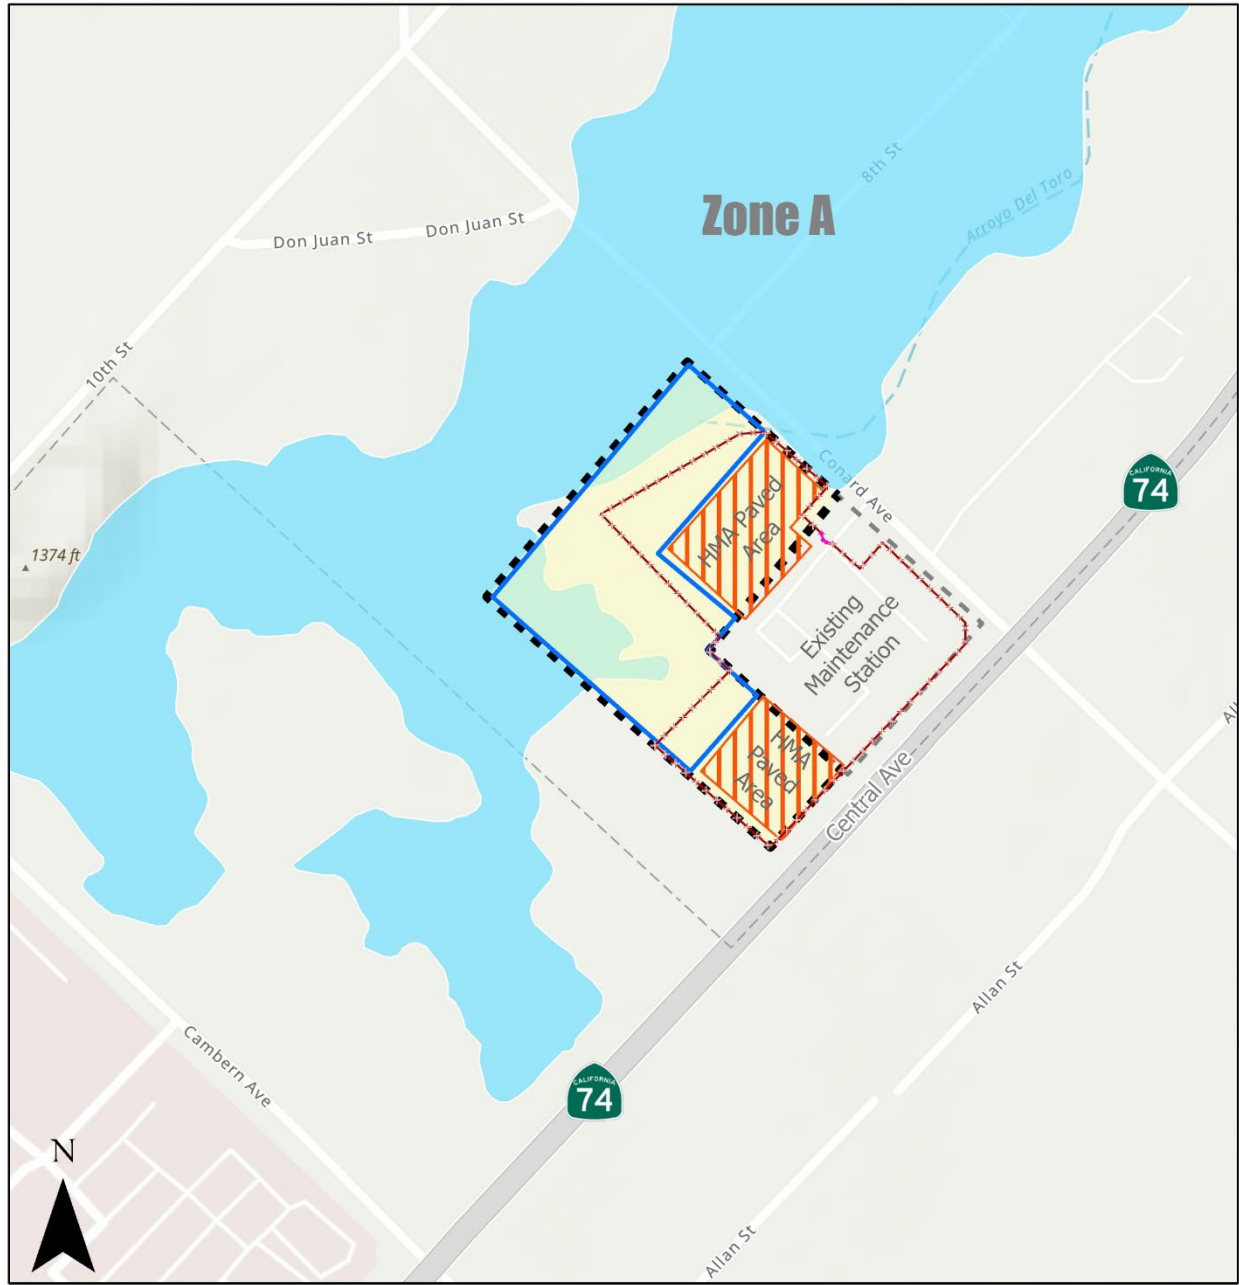 8th St
Arroyo Del Toro
Zone A
Don Juan St
Don Juan St
10th St
Conard Ave
CALIFORNIA
74
HMA Paved
Area
1374 ft
Existing
Maintenance
Station
HMA
Paved
Area
Central Ave
Allan St
Cambern Ave
CALIFORNIA
74
N
Allan St